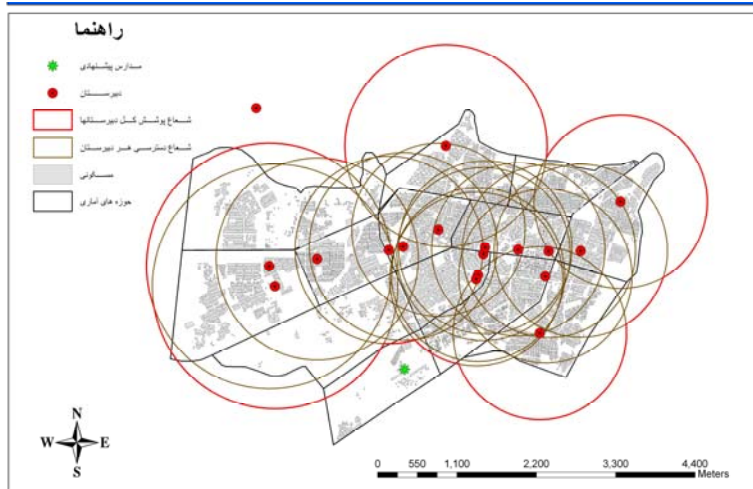 راهنما
مدارس پیشنهادی
دبیرستان
شعاع پوشش کل دبیرستانها
شعاع دسترسی هر دبیرستان
مسکونی
حوزه های اماری
N
W E
S
0 550 1,100 2,200 3,300 4,400
Meters